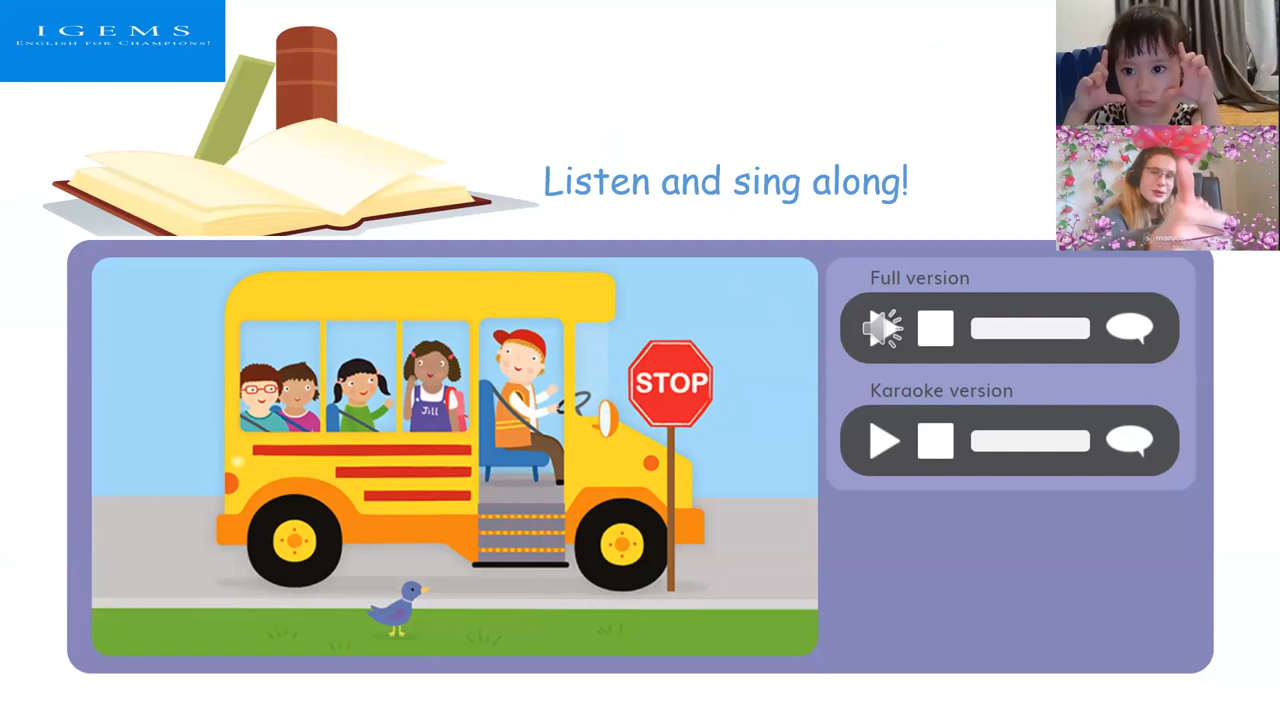 IGEMS
ENGLISH FOR CHAMPIONS!
Listen and sing along!
Full version
Karaoke version
STOP
Jill